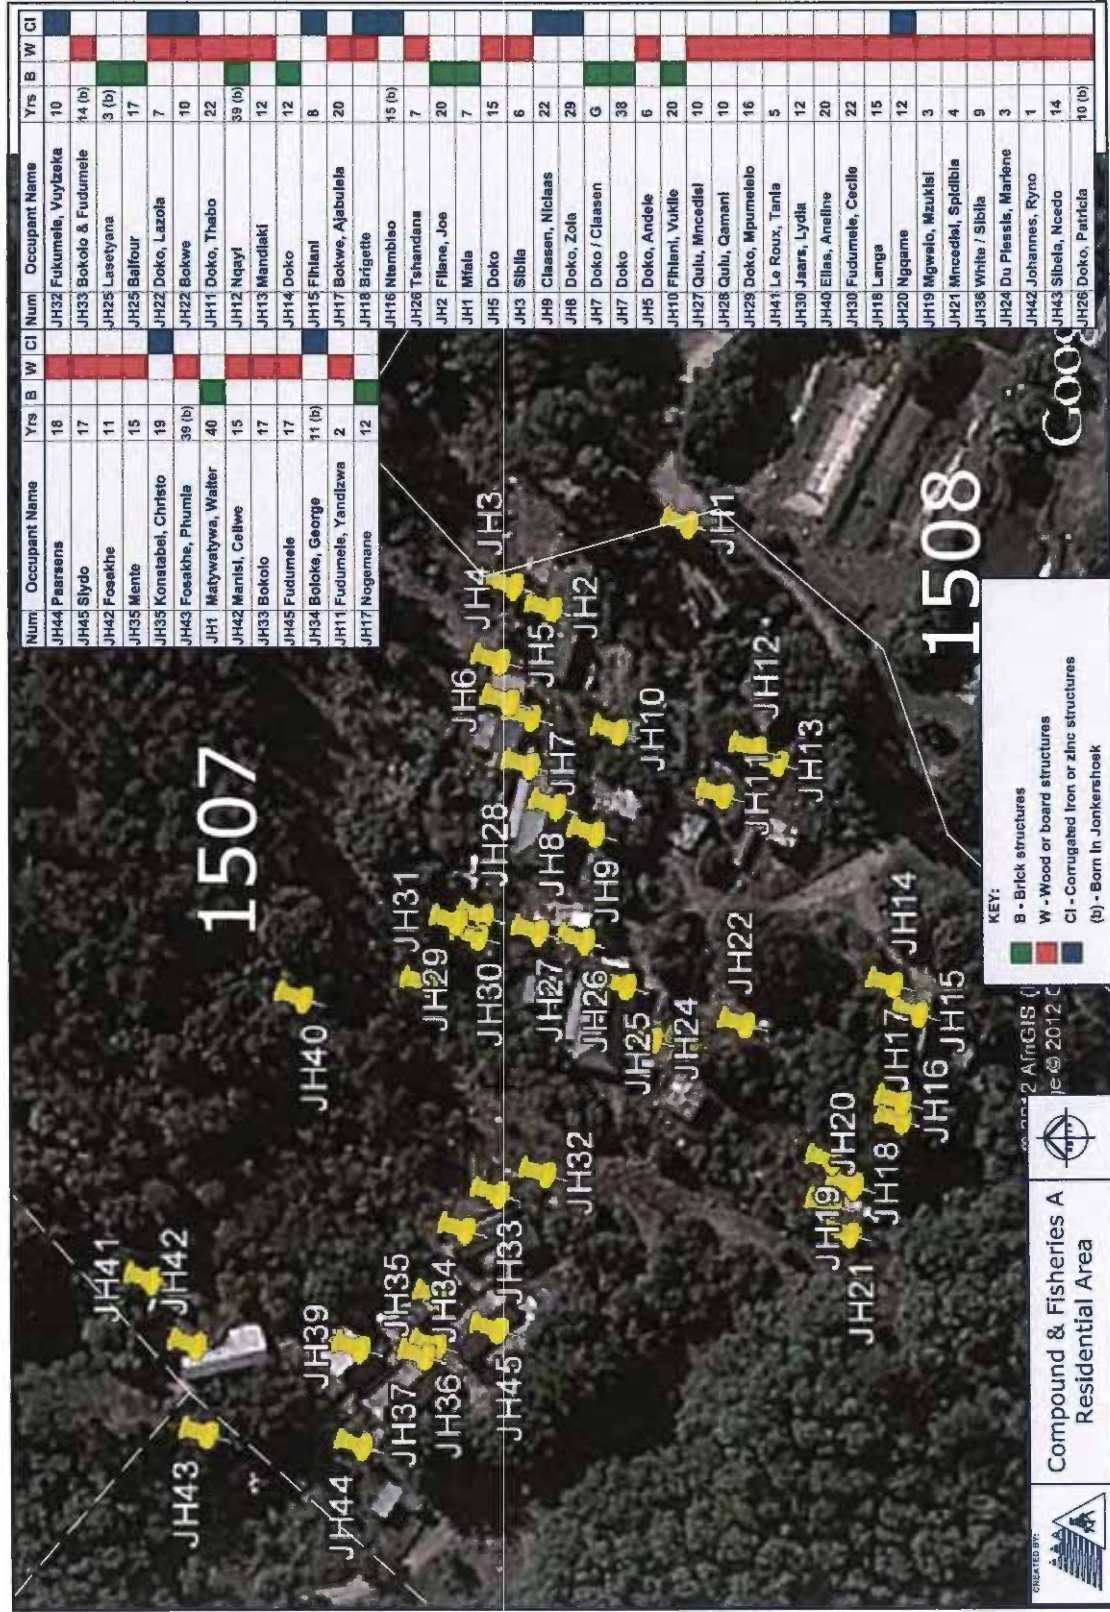 Num Occupant Name Yrs B W CI
JH44 Paarsens 18
JH45 Siydo 17
JH42 Fosakhe 11
JH35 Mente 15
JH35 Konstabel, Christo 19
JH43 Fosakhe, Phumla 39 (b)
JH1 Matywatywa, Walter 40
JH42 Manisi, Celiwe 15
JH33 Bokolo 17
JH45 Fudumele 17
JH34 Boloke, George 11 (b)
JH11 Fudumele, Yandizwa 2
JH17 Nogamane 12
Num Occupant Name Yrs B W CI
JH32 Fukumele, Vuyizeka 10
JH33 Bokolo & Fudumele 14 (b)
JH25 Lasetyana 3 (b)
JH25 Balfour 17
JH22 Doko, Lazola 7
JH22 Bokwe 10
JH11 Doko, Thabo 22
JH12 Nqayi 39 (b)
JH13 Mandlaki 12
JH14 Doko 12
JH15 Fihlani 8
JH17 Bokwe, Ajabulela 20
JH18 Brigette
JH16 Ntembiso 15 (b)
JH26 Tshandana 7
JH2 Filane, Joe 20
JH1 Mfala 7
JH5 Doko 15
JH3 Sibila 6
JH9 Claasen, Niclaas 22
JH8 Doko, Zola 29
JH7 Doko / Claasen G
JH7 Doko 38
JH5 Doko, Andele 6
JH10 Fihlani, Vukile 20
JH27 Qulu, Mncedisi 10
JH28 Qulu, Qamani 10
JH29 Doko, Mpumelelo 16
JH41 Le Roux, Tania 5
JH30 Jaars, Lydia 12
JH40 Elias, Aneline 20
JH30 Fudumele, Cecile 22
JH18 Langa 15
JH20 Ngqame 12
JH19 Mgwelo, Mzukisi 3
JH21 Mncedisi, Spidibia 4
JH36 White / Sibila 9
JH24 Du Plessis, Marlene 3
JH42 Johannes, Ryno 1
JH43 Sibela, Ncedo 14
JH26 Doko, Patricia 10 (b)
1507
1508
JH41
JH42
JH43
JH40
JH39
JH44
JH37
JH36
JH35
JH34
JH45
JH33
JH32
JH31
JH29
JH30
JH28
JH27
JH26
JH25
JH24
JH22
JH6
JH4
JH3
JH5
JH2
JH7
JH8
JH9
JH10
JH1
JH11
JH12
JH13
JH14
JH15
JH17
JH16
JH18
JH20
JH19
JH21
Goog
AfriGIS (
© 2012
KEY:
B - Brick structures
W - Wood or board structures
CI - Corrugated Iron or zinc structures
(b) - Born in Jonkershoek
CREATED BY:
Compound & Fisheries A
Residential Area